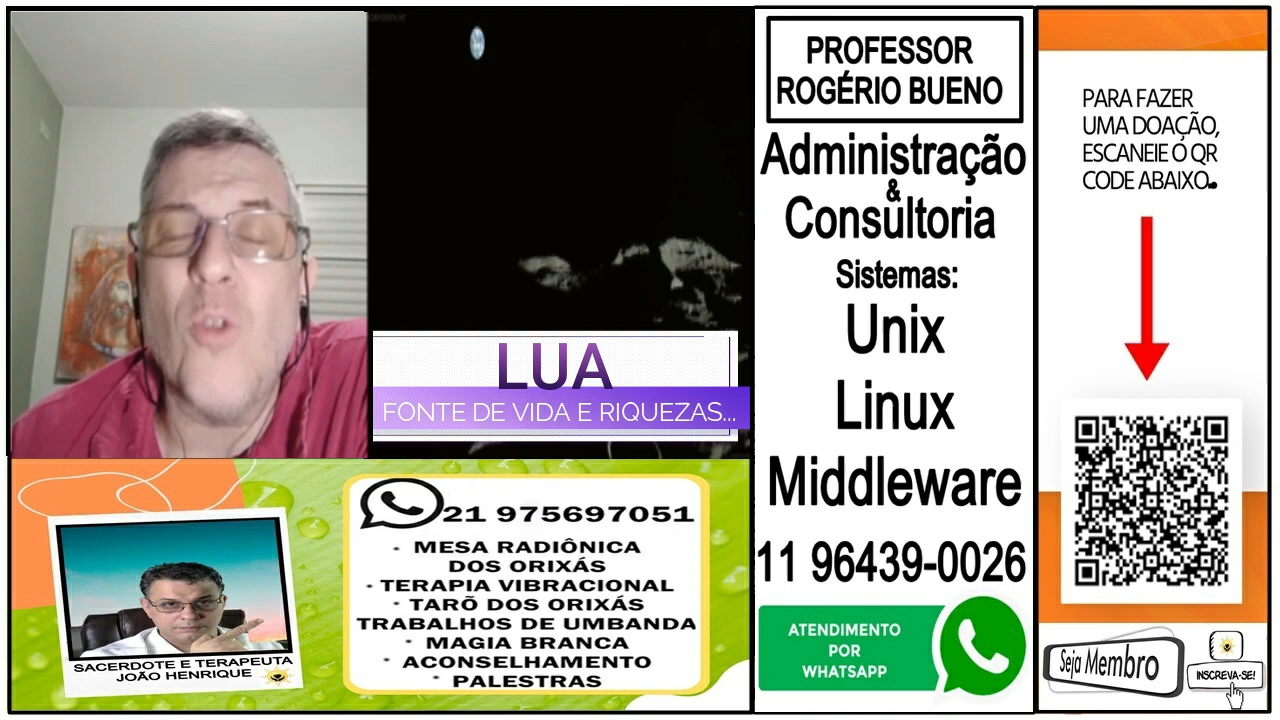 LUA
FONTE DE VIDA E RIQUEZAS...
21 975697051
· MESA RADIÔNICA
DOS ORIXÁS
· TERAPIA VIBRACIONAL
· TARÕ DOS ORIXÁS
TRABALHOS DE UMBANDA
· MAGIA BRANCA
· ACONSELHAMENTO
· PALESTRAS
SACERDOTE E TERAPEUTA
JOÃO HENRIQUE
PROFESSOR
ROGÉRIO BUENO
Administração
&
Consultoria
Sistemas:
Unix
Linux
Middleware
11 96439-0026
ATENDIMENTO
POR
WHATSAPP
PARA FAZER
UMA DOAÇÃO,
ESCANEIE O QR
CODE ABAIXO.
Seja Membro
INSCREVA-SE!